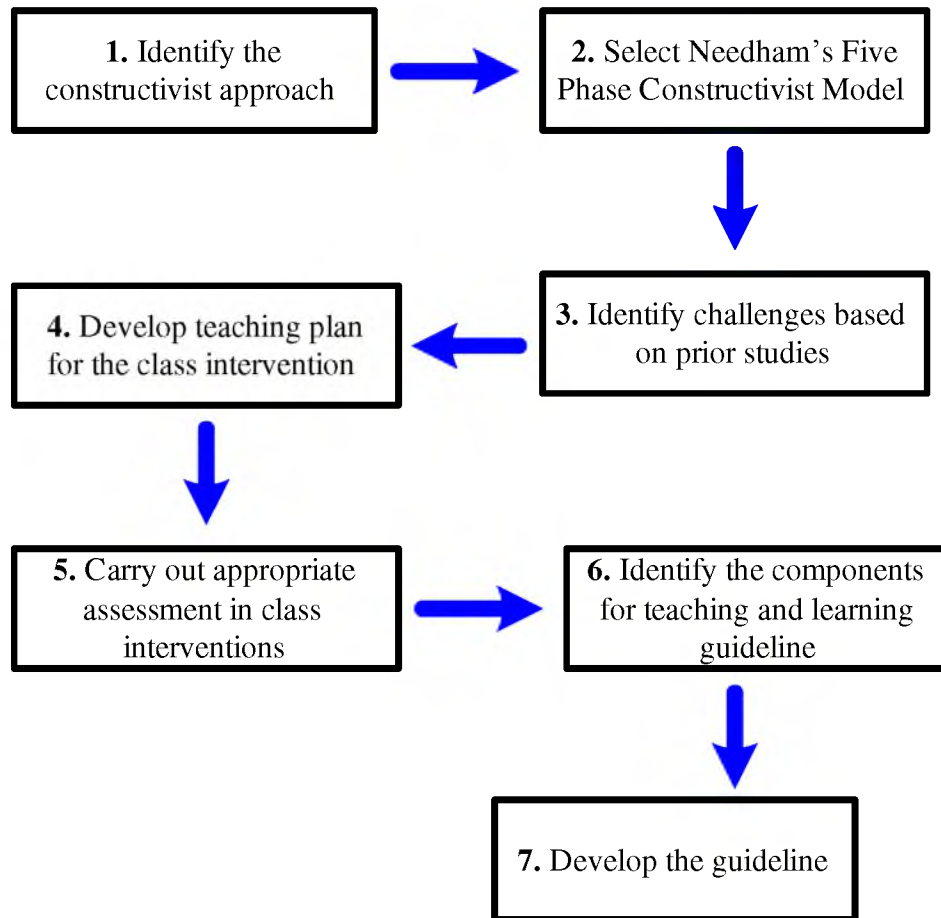 1. Identify the
constructivist approach
2. Select Needham’s Five
Phase Constructivist Model
3. Identify challenges based
on prior studies
4. Develop teaching plan
for the class intervention
5. Carry out appropriate
assessment in class
interventions
6. Identify the components
for teaching and learning
guideline
7. Develop the guideline